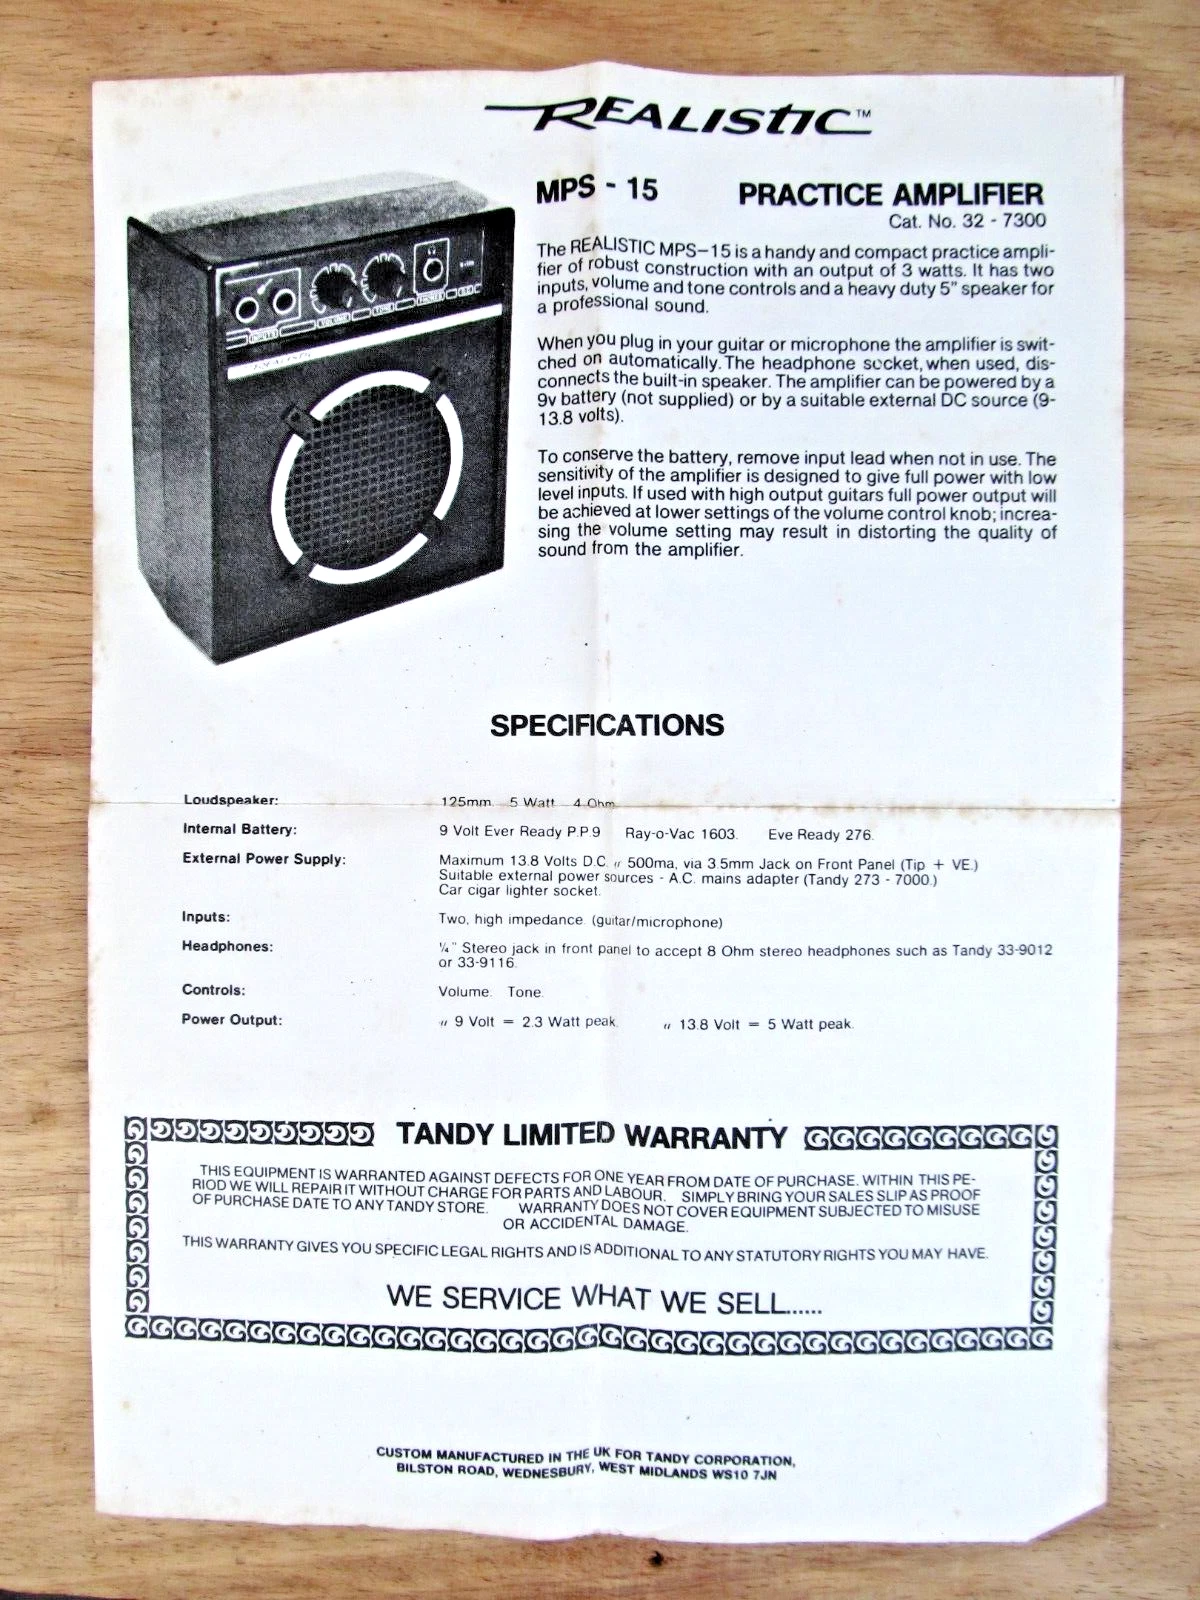 REALISTIC™
MPS - 15 PRACTICE AMPLIFIER
Cat. No. 32 - 7300
The REALISTIC MPS-15 is a handy and compact practice ampli-
fier of robust construction with an output of 3 watts. It has two
inputs, volume and tone controls and a heavy duty 5" speaker for
a professional sound.
When you plug in your guitar or microphone the amplifier is swit-
ched on automatically. The headphone socket, when used, dis-
connects the built-in speaker. The amplifier can be powered by a
9v battery (not supplied) or by a suitable external DC source (9-
13.8 volts).
To conserve the battery, remove input lead when not in use. The
sensitivity of the amplifier is designed to give full power with low
level inputs. If used with high output guitars full power output will
be achieved at lower settings of the volume control knob; increa-
sing the volume setting may result in distorting the quality of
sound from the amplifier.
INPUTS VOLUME TONE PHONES D.C.
REALISTIC
SPECIFICATIONS
Loudspeaker: 125mm. 5 Watt 4 Ohm
Internal Battery: 9 Volt Ever Ready P.P.9 Ray-o-Vac 1603. Eve Ready 276.
External Power Supply: Maximum 13.8 Volts D.C. 〃 500ma, via 3.5mm Jack on Front Panel (Tip + VE.)
Suitable external power sources - A.C. mains adapter (Tandy 273 - 7000.)
Car cigar lighter socket.
Inputs: Two, high impedance. (guitar/microphone)
Headphones: ¼" Stereo jack in front panel to accept 8 Ohm stereo headphones such as Tandy 33-9012
or 33-9116.
Controls: Volume. Tone.
Power Output: 〃 9 Volt = 2.3 Watt peak. 〃 13.8 Volt = 5 Watt peak.
TANDY LIMITED WARRANTY
THIS EQUIPMENT IS WARRANTED AGAINST DEFECTS FOR ONE YEAR FROM DATE OF PURCHASE. WITHIN THIS PE-
RIOD WE WILL REPAIR IT WITHOUT CHARGE FOR PARTS AND LABOUR. SIMPLY BRING YOUR SALES SLIP AS PROOF
OF PURCHASE DATE TO ANY TANDY STORE. WARRANTY DOES NOT COVER EQUIPMENT SUBJECTED TO MISUSE
OR ACCIDENTAL DAMAGE.
THIS WARRANTY GIVES YOU SPECIFIC LEGAL RIGHTS AND IS ADDITIONAL TO ANY STATUTORY RIGHTS YOU MAY HAVE.
WE SERVICE WHAT WE SELL......
CUSTOM MANUFACTURED IN THE UK FOR TANDY CORPORATION,
BILSTON ROAD, WEDNESBURY, WEST MIDLANDS WS10 7JN